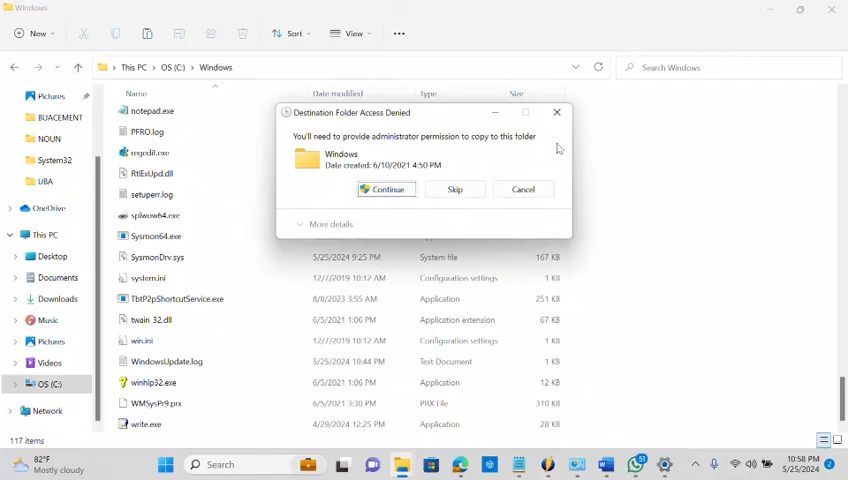 Windows
New
Sort
View
This PC > OS (C:) > Windows
Search Windows
Pictures
BUACEMENT
NOUN
System32
UBA
OneDrive
This PC
Desktop
Documents
Downloads
Music
Pictures
Videos
OS (C:)
Network
Name Date modified Type Size
notepad.exe
PFRO.log
regedit.exe
RtlExUpd.dll
setuperr.log
splwow64.exe
Sysmon64.exe
SysmonDrv.sys 5/25/2024 9:25 PM System file 167 KB
system.ini 12/7/2019 10:12 AM Configuration settings 1 KB
TbtP2pShortcutService.exe 8/8/2023 3:55 AM Application 251 KB
twain_32.dll 6/5/2021 1:06 PM Application extension 67 KB
win.ini 12/7/2019 10:12 AM Configuration settings 1 KB
WindowsUpdate.log 5/25/2024 10:44 PM Text Document 1 KB
winhlp32.exe 6/5/2021 1:06 PM Application 12 KB
WMSysPr9.prx 6/5/2021 3:30 PM PRX File 310 KB
write.exe 4/29/2024 12:25 PM Application 28 KB
Destination Folder Access Denied
You'll need to provide administrator permission to copy to this folder
Windows
Date created: 6/10/2021 4:50 PM
Continue
Skip
Cancel
More details
117 items
82°F
Mostly cloudy
Search
51
10:58 PM
5/25/2024
2